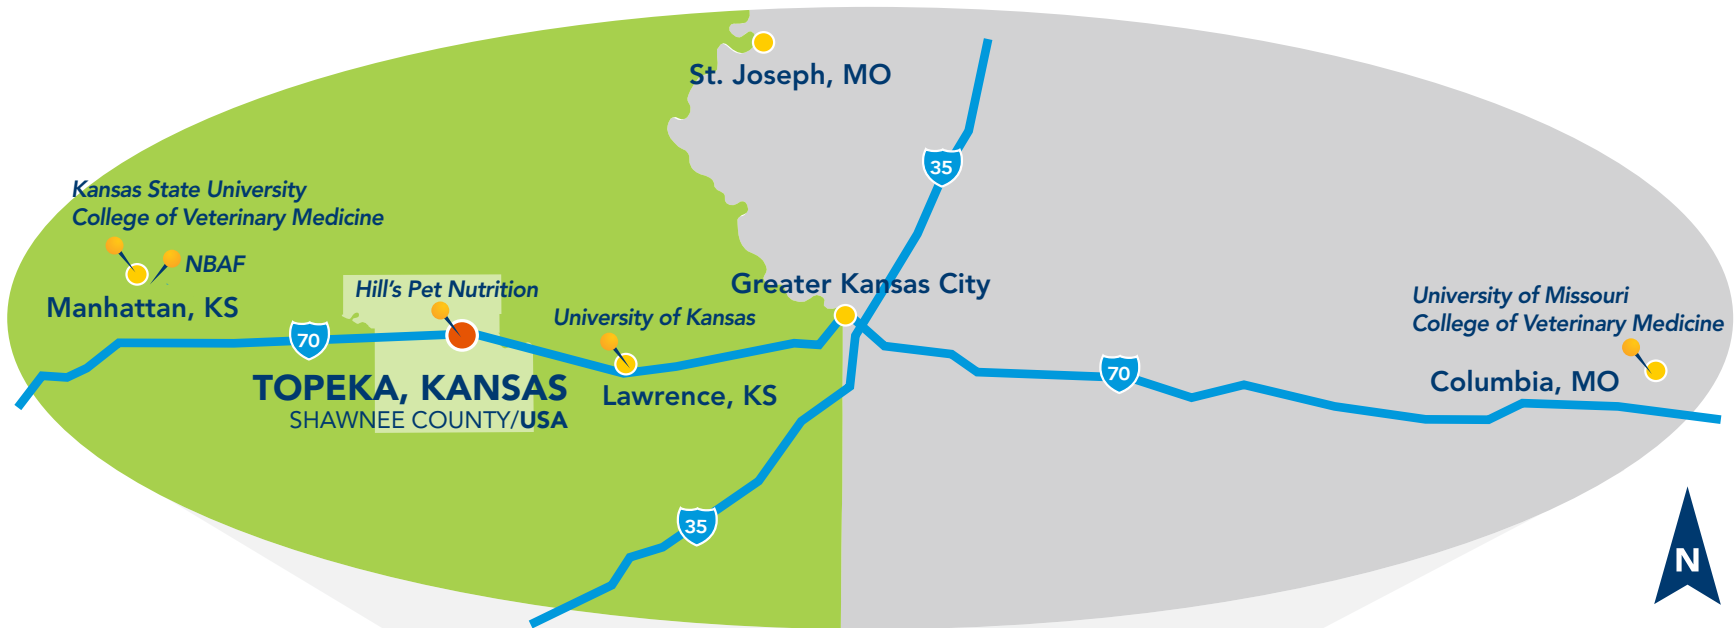 St. Joseph, MO
35
Kansas State University
College of Veterinary Medicine
NBAF
Manhattan, KS
Hill's Pet Nutrition
Greater Kansas City
University of Kansas
University of Missouri
College of Veterinary Medicine
70
70
TOPEKA, KANSAS
SHAWNEE COUNTY/USA
Lawrence, KS
Columbia, MO
35
N